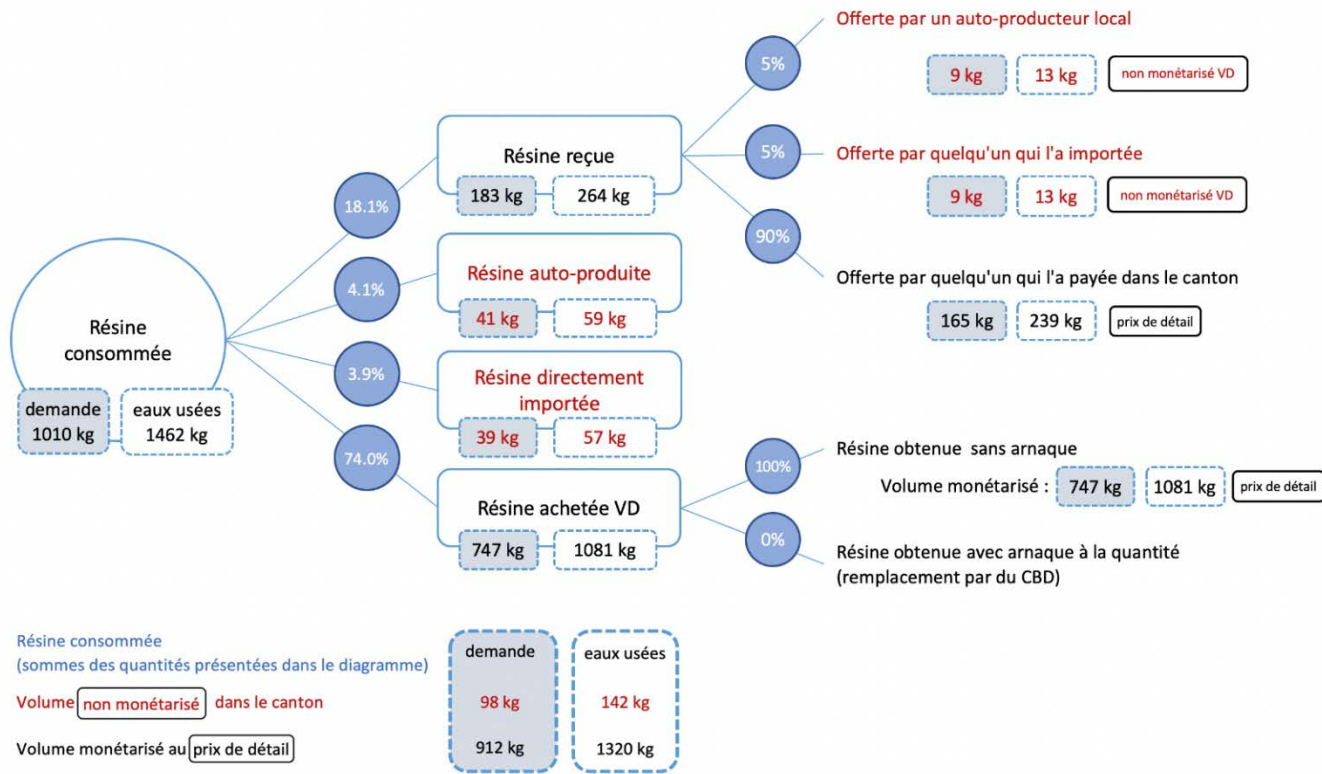 Offerte par un auto-producteur local
5%
9 kg 13 kg non monétarisé VD
5%
Offerte par quelqu'un qui l'a importée
9 kg 13 kg non monétarisé VD
90%
Offerte par quelqu'un qui l'a payée dans le canton
165 kg 239 kg prix de détail
Résine reçue
183 kg 264 kg
18.1%
4.1%
Résine auto-produite
41 kg 59 kg
Résine
consommée
demande
1010 kg
eaux usées
1462 kg
3.9%
Résine directement
importée
39 kg 57 kg
74.0%
Résine achetée VD
747 kg 1081 kg
100%
Résine obtenue sans arnaque
Volume monétarisé : 747 kg 1081 kg prix de détail
0%
Résine obtenue avec arnaque à la quantité
(remplacement par du CBD)
Résine consommée
(sommes des quantités présentées dans le diagramme)
demande eaux usées
Volume non monétarisé dans le canton 98 kg 142 kg
Volume monétarisé au prix de détail 912 kg 1320 kg